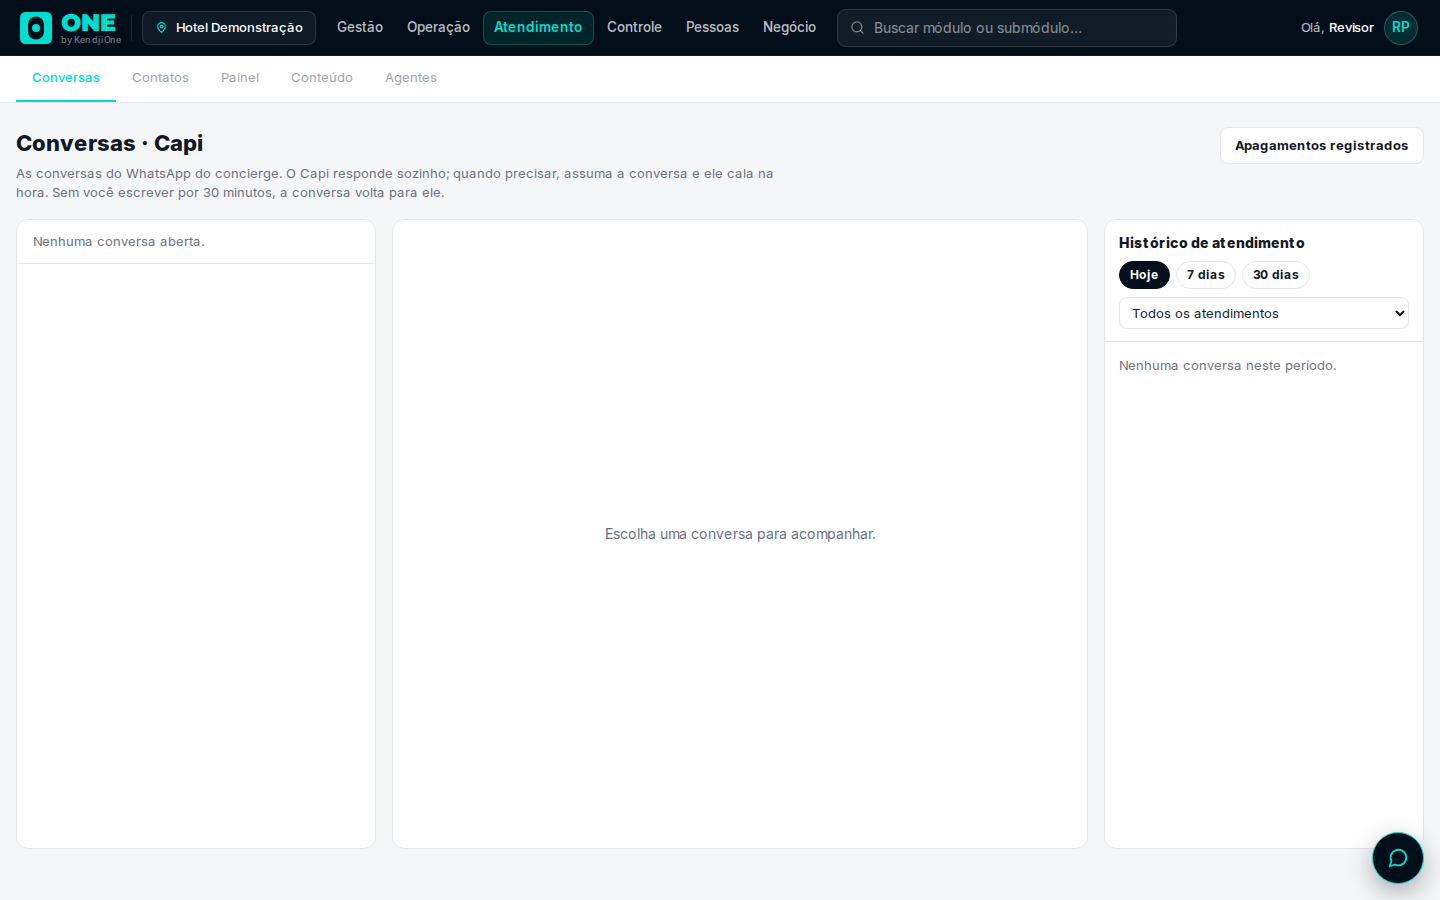 ONE
by KendjiOne
Hotel Demonstração
Gestão
Operação
Atendimento
Controle
Pessoas
Negócio
Buscar módulo ou submódulo...
Olá, Revisor
RP
Conversas
Contatos
Painel
Conteúdo
Agentes
Conversas · Capi
Apagamentos registrados
As conversas do WhatsApp do concierge. O Capi responde sozinho; quando precisar, assuma a conversa e ele cala na
hora. Sem você escrever por 30 minutos, a conversa volta para ele.
Nenhuma conversa aberta.
Escolha uma conversa para acompanhar.
Histórico de atendimento
Hoje
7 dias
30 dias
Todos os atendimentos
Nenhuma conversa neste período.